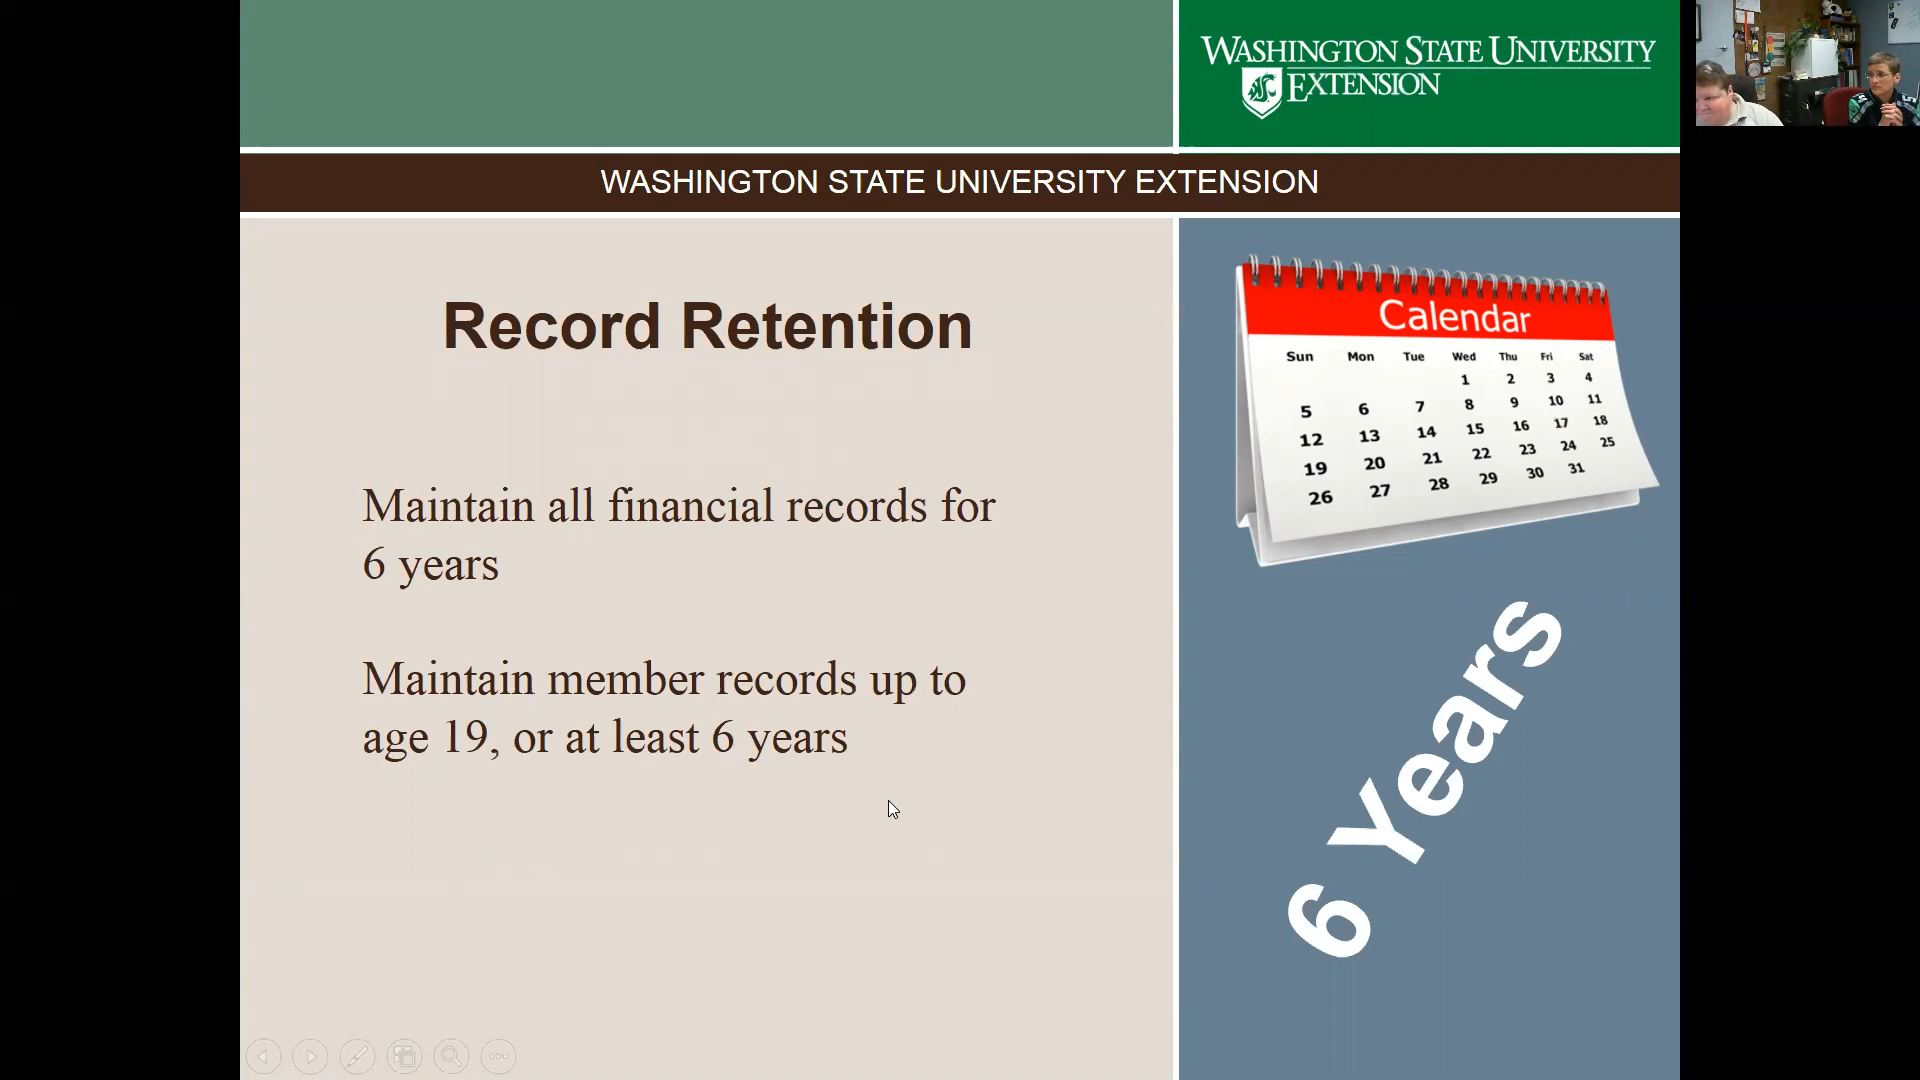 WASHINGTON STATE UNIVERSITY
EXTENSION
WASHINGTON STATE UNIVERSITY EXTENSION
Record Retention
Maintain all financial records for
6 years
Maintain member records up to
age 19, or at least 6 years
Calendar
Sun Mon Tue Wed Thu Fri Sat
1 2 3 4
5 6 7 8 9 10 11
12 13 14 15 16 17 18
19 20 21 22 23 24 25
26 27 28 29 30 31
6 Years